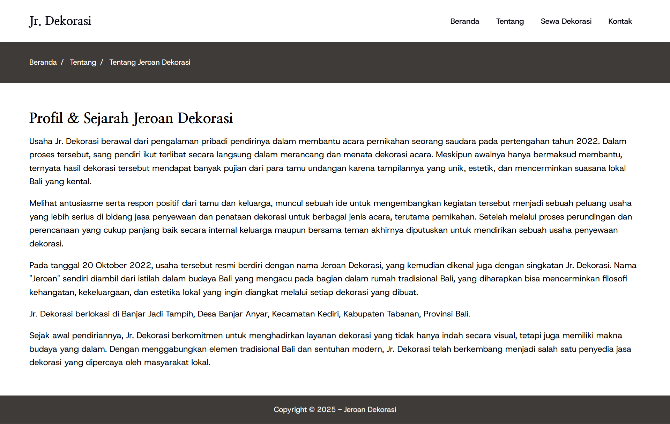 Jr. Dekorasi
Beranda Tentang Sewa Dekorasi Kontak
Beranda / Tentang / Tentang Jeroan Dekorasi
Profil & Sejarah Jeroan Dekorasi
Usaha Jr. Dekorasi berawal dari pengalaman pribadi pendirinya dalam membantu acara pernikahan seorang saudara pada pertengahan tahun 2022. Dalam
proses tersebut, sang pendiri ikut terlibat secara langsung dalam merancang dan menata dekorasi acara. Meskipun awalnya hanya bermaksud membantu,
ternyata hasil dekorasi tersebut mendapat banyak pujian dari para tamu undangan karena tampilannya yang unik, estetik, dan mencerminkan suasana lokal
Bali yang kental.
Melihat antusiasme serta respon positif dari tamu dan keluarga, muncul sebuah ide untuk mengembangkan kegiatan tersebut menjadi sebuah peluang usaha
yang lebih serius di bidang jasa penyewaan dan penataan dekorasi untuk berbagai jenis acara, terutama pernikahan. Setelah melalui proses perundingan dan
perencanaan yang cukup panjang baik secara internal keluarga maupun bersama teman akhirnya diputuskan untuk mendirikan sebuah usaha penyewaan
dekorasi.
Pada tanggal 20 Oktober 2022, usaha tersebut resmi berdiri dengan nama Jeroan Dekorasi, yang kemudian dikenal juga dengan singkatan Jr. Dekorasi. Nama
"Jeroan" sendiri diambil dari istilah dalam budaya Bali yang mengacu pada bagian dalam rumah tradisional Bali, yang diharapkan bisa mencerminkan filosofi
kehangatan, kekeluargaan, dan estetika lokal yang ingin diangkat melalui setiap dekorasi yang dibuat.
Jr. Dekorasi berlokasi di Banjar Jadi Tampih, Desa Banjar Anyar, Kecamatan Kediri, Kabupaten Tabanan, Provinsi Bali.
Sejak awal pendiriannya, Jr. Dekorasi berkomitmen untuk menghadirkan layanan dekorasi yang tidak hanya indah secara visual, tetapi juga memiliki makna
budaya yang dalam. Dengan menggabungkan elemen tradisional Bali dan sentuhan modern, Jr. Dekorasi telah berkembang menjadi salah satu penyedia jasa
dekorasi yang dipercaya oleh masyarakat lokal.
Copyright © 2025 - Jeroan Dekorasi